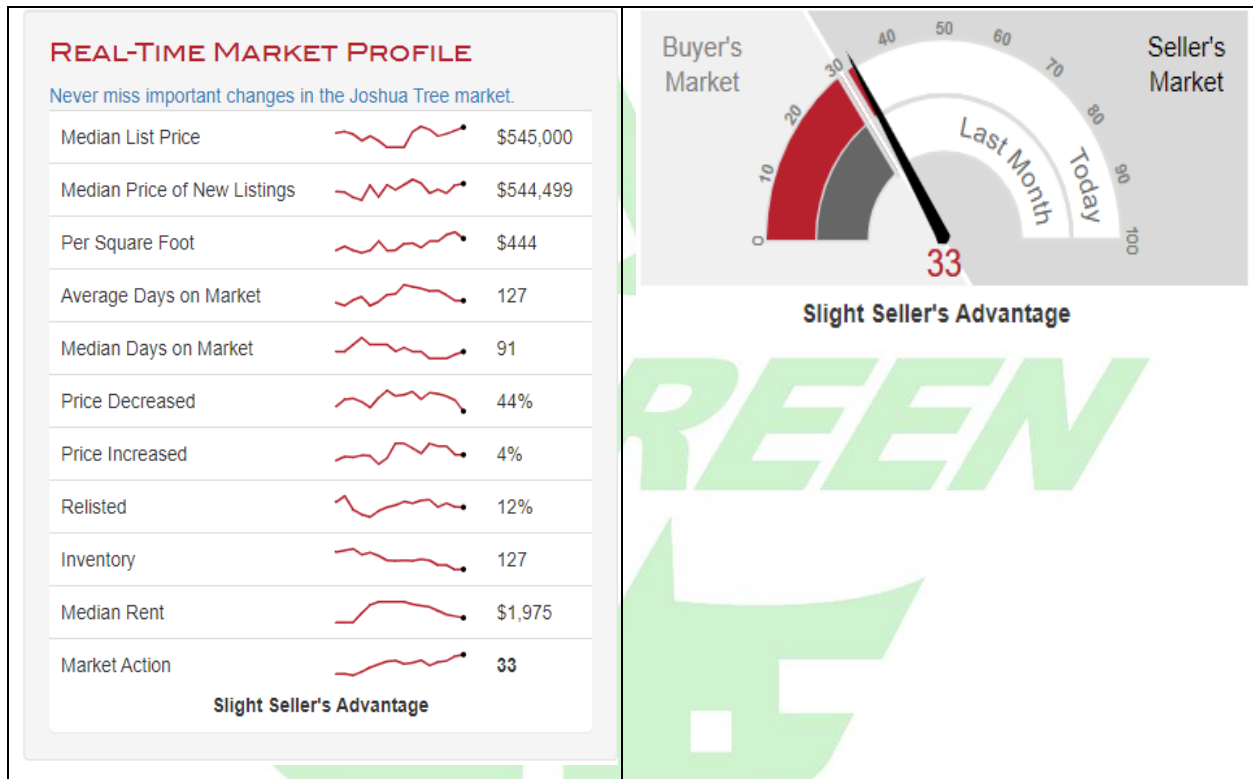 REAL-TIME MARKET PROFILE
Never miss important changes in the Joshua Tree market.
Median List Price $545,000
Median Price of New Listings $544,499
Per Square Foot $444
Average Days on Market 127
Median Days on Market 91
Price Decreased 44%
Price Increased 4%
Relisted 12%
Inventory 127
Median Rent $1,975
Market Action 33
Slight Seller's Advantage
Buyer's
Market
Seller's
Market
0
10
20
30
40
50
60
70
80
90
100
Last Month
Today
33
Slight Seller's Advantage
REEN